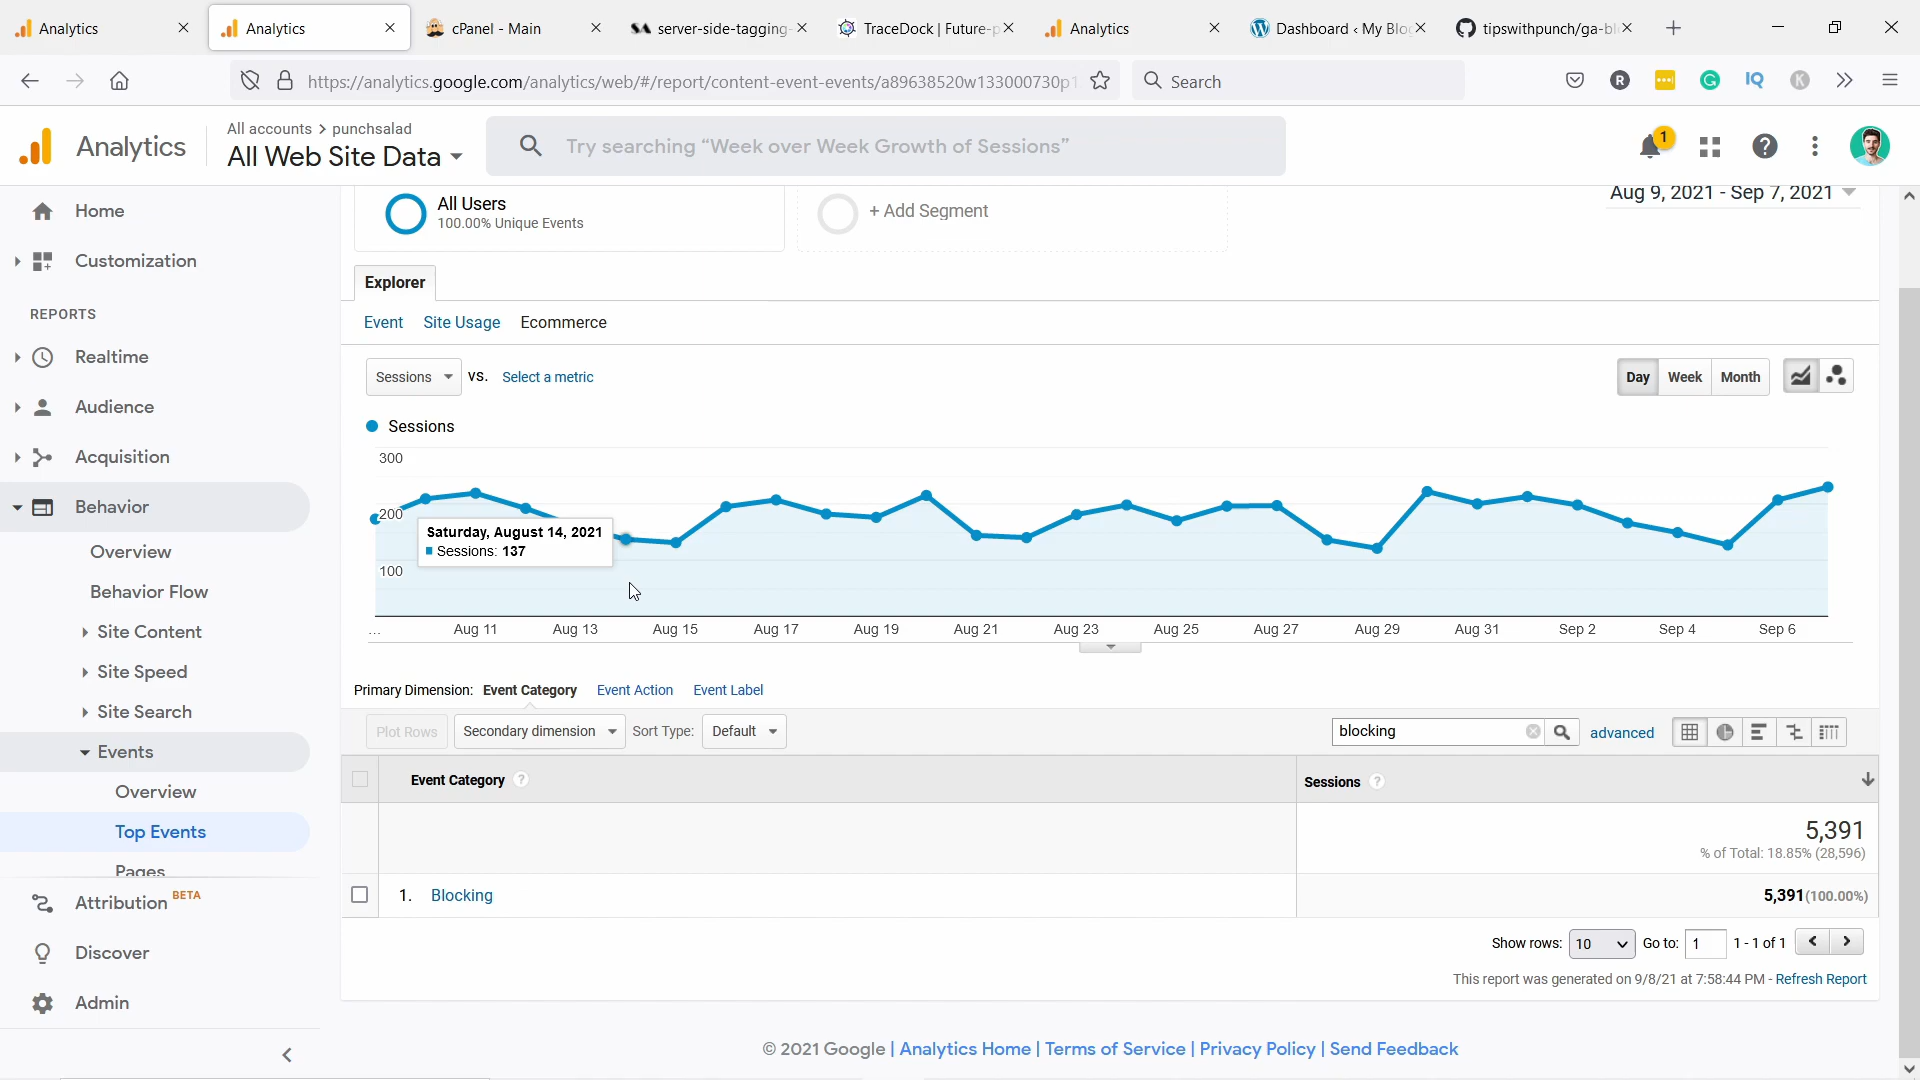 Analytics
Analytics
cPanel - Main
server-side-tagging-
TraceDock | Future-p
Analytics
Dashboard ‹ My Bloc
tipswithpunch/ga-bl
https://analytics.google.com/analytics/web/#/report/content-event-events/a89638520w133000730p1
Search
R
IQ
K
Analytics
All accounts > punchsalad
All Web Site Data
Try searching “Week over Week Growth of Sessions”
1
Home
Customization
REPORTS
Realtime
Audience
Acquisition
Behavior
Overview
Behavior Flow
Site Content
Site Speed
Site Search
Events
Overview
Top Events
Pages
Attribution BETA
Discover
Admin
All Users
100.00% Unique Events
+ Add Segment
Aug 9, 2021 - Sep 7, 2021
Explorer
Event Site Usage Ecommerce
Sessions vs. Select a metric
Day Week Month
Sessions
300
200
100
Saturday, August 14, 2021
Sessions: 137
... Aug 11 Aug 13 Aug 15 Aug 17 Aug 19 Aug 21 Aug 23 Aug 25 Aug 27 Aug 29 Aug 31 Sep 2 Sep 4 Sep 6
Primary Dimension: Event Category Event Action Event Label
Plot Rows Secondary dimension Sort Type: Default blocking advanced
Event Category ? Sessions ?
5,391
% of Total: 18.85% (28,596)
1. Blocking 5,391(100.00%)
Show rows: 10 Go to: 1 1 - 1 of 1
This report was generated on 9/8/21 at 7:58:44 PM - Refresh Report
© 2021 Google | Analytics Home | Terms of Service | Privacy Policy | Send Feedback